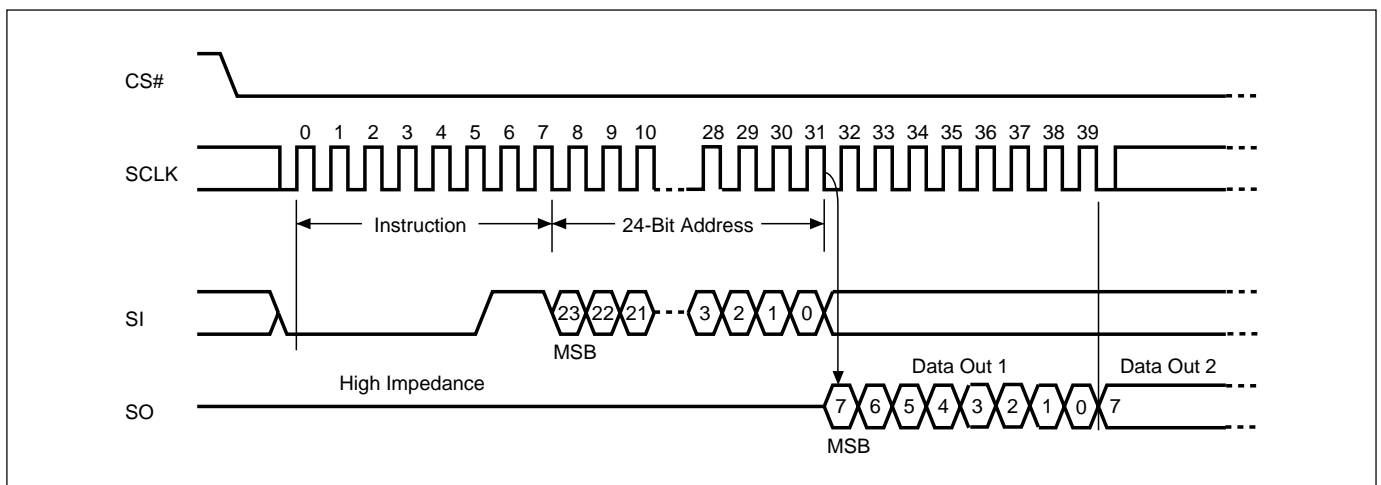 CS#
0 1 2 3 4 5 6 7 8 9 10 28 29 30 31 32 33 34 35 36 37 38 39
SCLK
Instruction 24-Bit Address
SI
23 22 21 3 2 1 0
MSB
High Impedance
Data Out 1 Data Out 2
SO
7 6 5 4 3 2 1 0 7
MSB